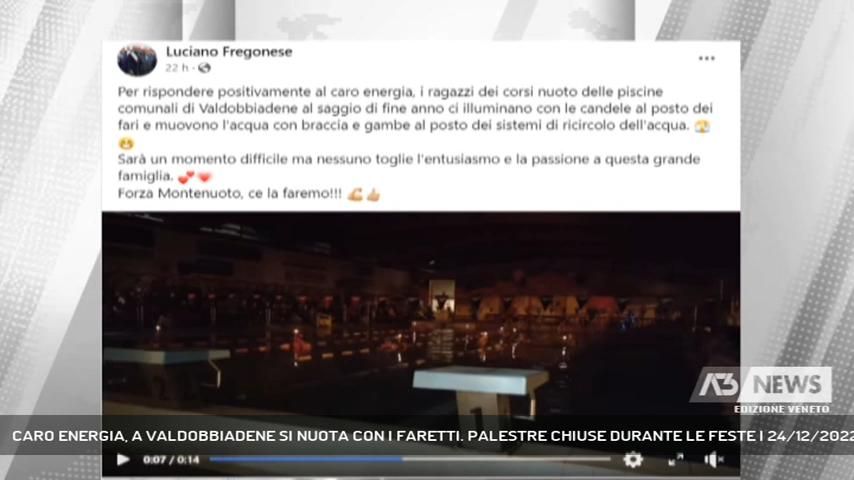 Luciano Fregonese
22 h ·
Per rispondere positivamente al caro energia, i ragazzi dei corsi nuoto delle piscine
comunali di Valdobbiadene al saggio di fine anno ci illuminano con le candele al posto dei
fari e muovono l'acqua con braccia e gambe al posto dei sistemi di ricircolo dell'acqua. 😱
😂
Sarà un momento difficile ma nessuno toglie l'entusiasmo e la passione a questa grande
famiglia. 💕❤️
Forza Montenuoto, ce la faremo!!! 💪👍
A3 NEWS
EDIZIONE VENETO
CARO ENERGIA, A VALDOBBIADENE SI NUOTA CON I FARETTI. PALESTRE CHIUSE DURANTE LE FESTE | 24/12/2022
0:07 / 0:14